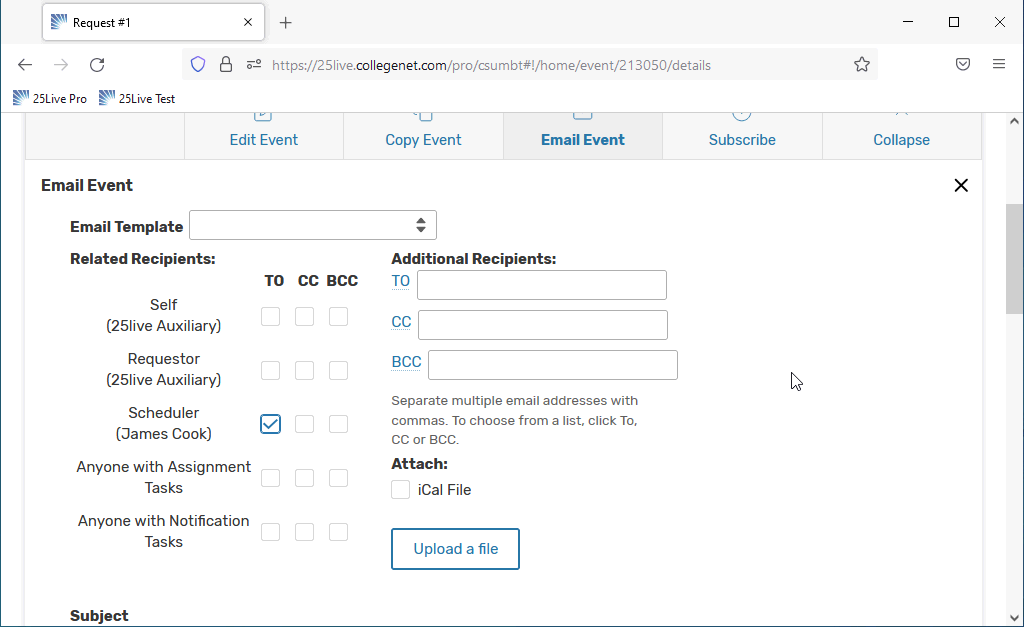 Request #1
https://25live.collegenet.com/pro/csumbt#!/home/event/213050/details
25Live Pro 25Live Test
Edit Event Copy Event Email Event Subscribe Collapse
Email Event
Email Template
Related Recipients:
TO CC BCC
Self
(25live Auxiliary)
Requestor
(25live Auxiliary)
Scheduler
(James Cook)
Anyone with Assignment
Tasks
Anyone with Notification
Tasks
Additional Recipients:
TO
CC
BCC
Separate multiple email addresses with
commas. To choose from a list, click To,
CC or BCC.
Attach:
iCal File
Upload a file
Subject